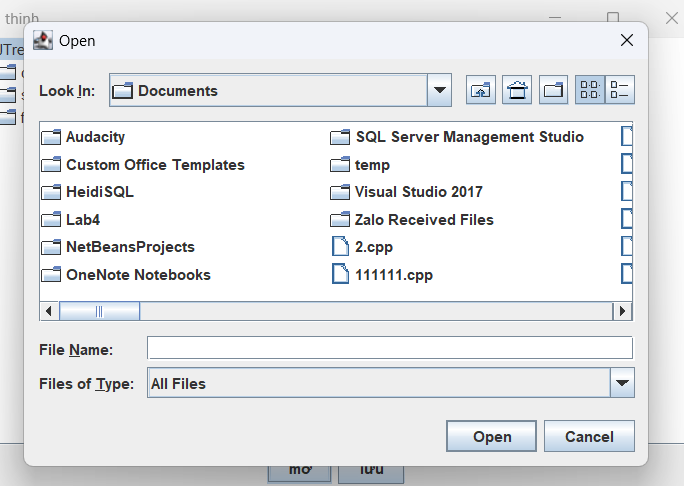 thinh
Open
JTre
Look In: Documents
Audacity
Custom Office Templates
HeidiSQL
Lab4
NetBeansProjects
OneNote Notebooks
SQL Server Management Studio
temp
Visual Studio 2017
Zalo Received Files
2.cpp
111111.cpp
File Name:
Files of Type: All Files
Open Cancel
mở lưu